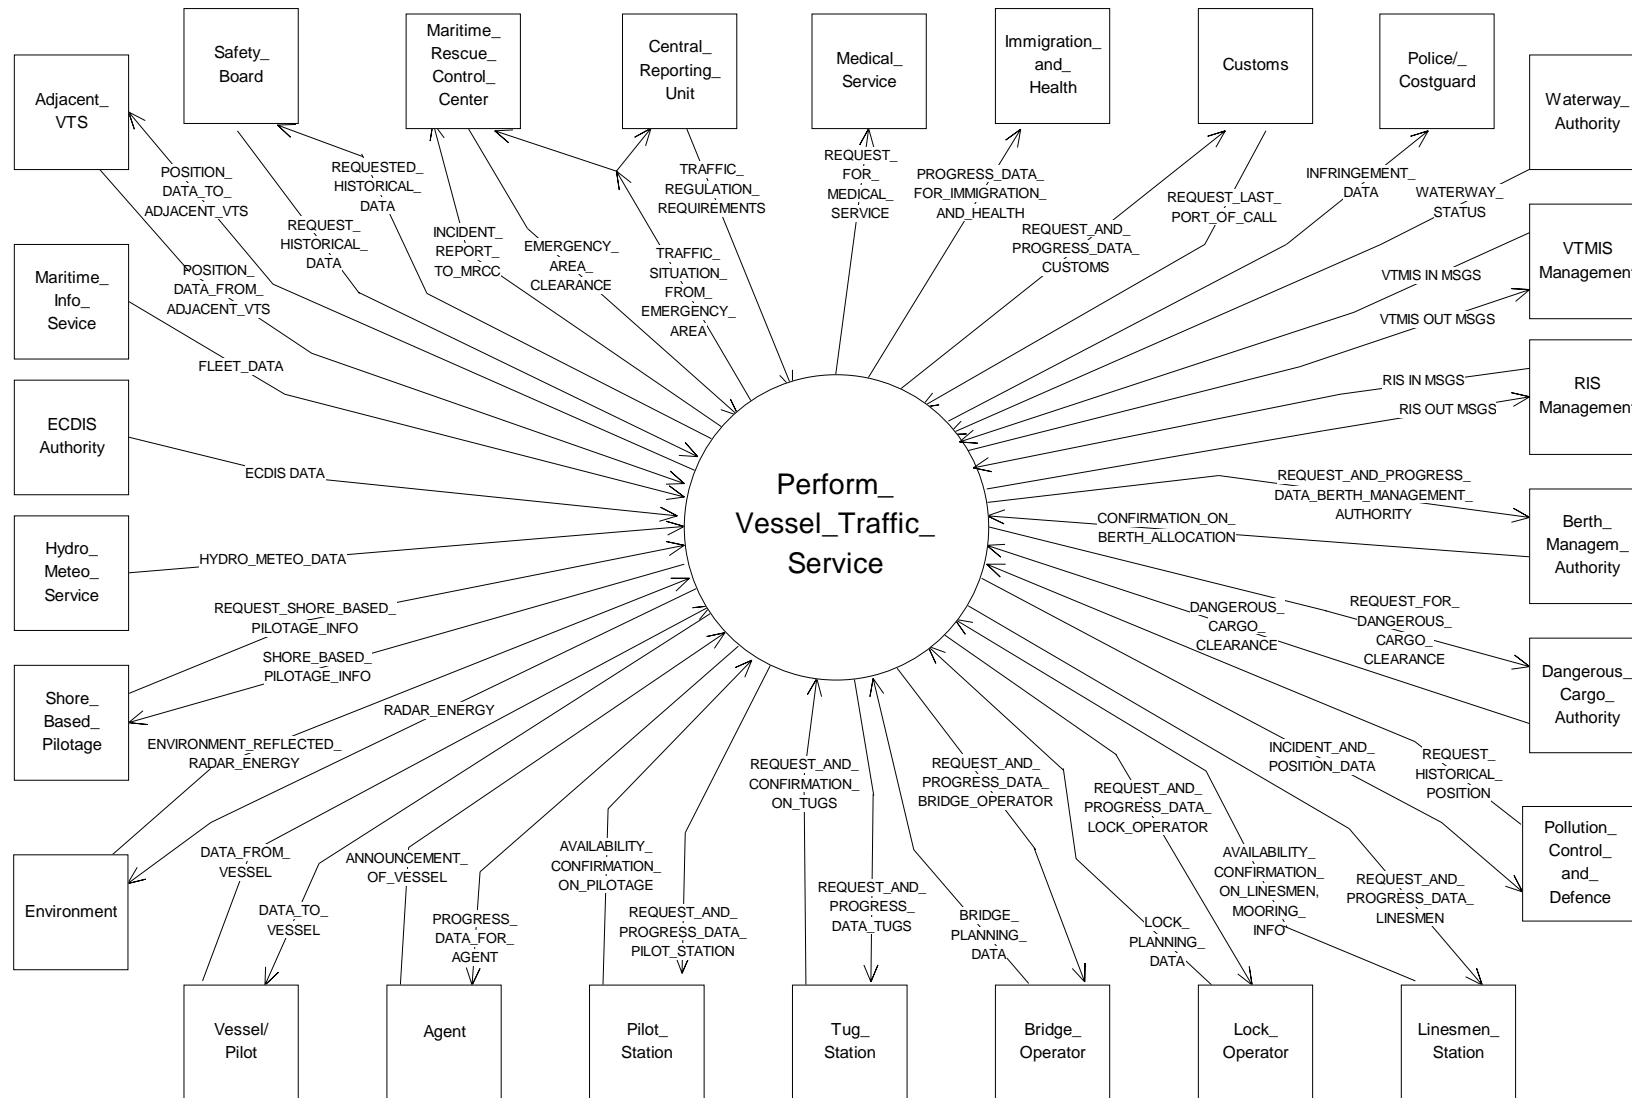 Safety_
Board
Maritime_
Rescue_
Control_
Center
Central_
Reporting_
Unit
Medical_
Service
Immigration_
and_
Health
Customs
Police/_
Costguard
Adjacent_
VTS
Waterway_
Authority
POSITION_
DATA_TO_
ADJACENT_VTS
REQUESTED_
HISTORICAL_
DATA
REQUEST_
HISTORICAL_
DATA
INCIDENT_
REPORT_
TO_MRCC
EMERGENCY_
AREA_
CLEARANCE
TRAFFIC_
SITUATION_
FROM_
EMERGENCY_
AREA
TRAFFIC_
REGULATION_
REQUIREMENTS
REQUEST_
FOR_
MEDICAL_
SERVICE
PROGRESS_DATA_
FOR_IMMIGRATION_
AND_HEALTH
REQUEST_AND_
PROGRESS_DATA_
CUSTOMS
REQUEST_LAST_
PORT_OF_CALL
INFRINGEMENT_
DATA
WATERWAY_
STATUS
Maritime_
Info_
Sevice
POSITION_
DATA_FROM_
ADJACENT_VTS
FLEET_DATA
VTMIS IN MSGS
VTMIS OUT MSGS
VTMIS
Management
ECDIS
Authority
ECDIS DATA
RIS IN MSGS
RIS OUT MSGS
RIS
Management
Perform_
Vessel_Traffic_
Service
Hydro_
Meteo_
Service
HYDRO_METEO_DATA
REQUEST_AND_PROGRESS_
DATA_BERTH_MANAGEMENT_
AUTHORITY
CONFIRMATION_ON_
BERTH_ALLOCATION
Berth_
Managem_
Authority
REQUEST_SHORE_BASED_
PILOTAGE_INFO
SHORE_BASED_
PILOTAGE_INFO
Shore_
Based_
Pilotage
DANGEROUS_
CARGO_
CLEARANCE
REQUEST_FOR_
DANGEROUS_
CARGO_
CLEARANCE
Dangerous_
Cargo_
Authority
RADAR_ENERGY
ENVIRONMENT_REFLECTED_
RADAR_ENERGY
Environment
INCIDENT_AND_
POSITION_DATA
REQUEST_
HISTORICAL_
POSITION
Pollution_
Control_
and_
Defence
DATA_FROM_
VESSEL
DATA_TO_
VESSEL
ANNOUNCEMENT_
OF_VESSEL
PROGRESS_
DATA_FOR_
AGENT
AVAILABILITY_
CONFIRMATION_
ON_PILOTAGE
REQUEST_AND_
PROGRESS_DATA_
PILOT_STATION
REQUEST_AND_
CONFIRMATION_
ON_TUGS
REQUEST_AND_
PROGRESS_
DATA_TUGS
REQUEST_AND_
PROGRESS_DATA_
BRIDGE_OPERATOR
BRIDGE_
PLANNING_
DATA
REQUEST_AND_
PROGRESS_DATA_
LOCK_OPERATOR
LOCK_
PLANNING_
DATA
AVAILABILITY_
CONFIRMATION_
ON_LINESMEN,
MOORING_
INFO
REQUEST_AND_
PROGRESS_DATA_
LINESMEN
Vessel/
Pilot
Agent
Pilot_
Station
Tug_
Station
Bridge_
Operator
Lock_
Operator
Linesmen_
Station